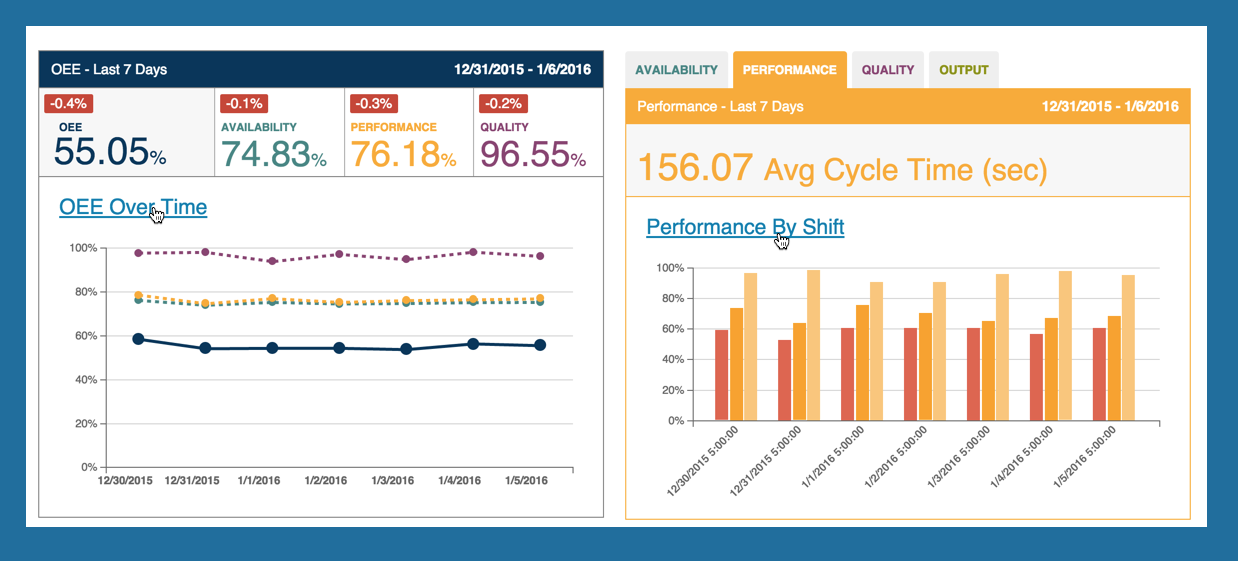 OEE - Last 7 Days 12/31/2015 - 1/6/2016
-0.4% -0.1% -0.3% -0.2%
OEE AVAILABILITY PERFORMANCE QUALITY
55.05% 74.83% 76.18% 96.55%
OEE Over Time
100%
80%
60%
40%
20%
0%
12/30/2015 12/31/2015 1/1/2016 1/2/2016 1/3/2016 1/4/2016 1/5/2016
AVAILABILITY PERFORMANCE QUALITY OUTPUT
Performance - Last 7 Days 12/31/2015 - 1/6/2016
156.07 Avg Cycle Time (sec)
Performance By Shift
100%
80%
60%
40%
20%
0%
12/30/2015 5:00:00
12/31/2015 5:00:00
1/1/2016 5:00:00
1/2/2016 5:00:00
1/3/2016 5:00:00
1/4/2016 5:00:00
1/5/2016 5:00:00